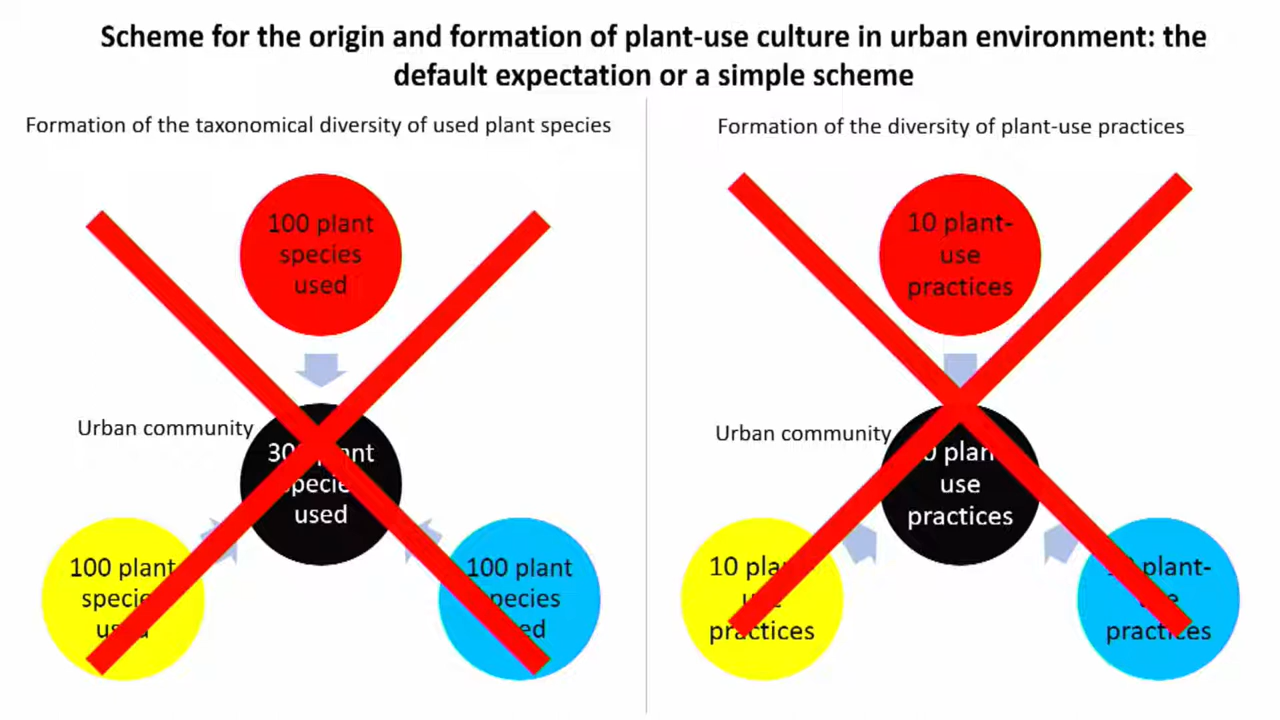 Scheme for the origin and formation of plant-use culture in urban environment: the
default expectation or a simple scheme
Formation of the taxonomical diversity of used plant species
Formation of the diversity of plant-use practices
100 plant
species
used
Urban community
used
100 plant
100 plant
10 plant-
use
practices
Urban community
use
practices
10
practices
plant-
practices